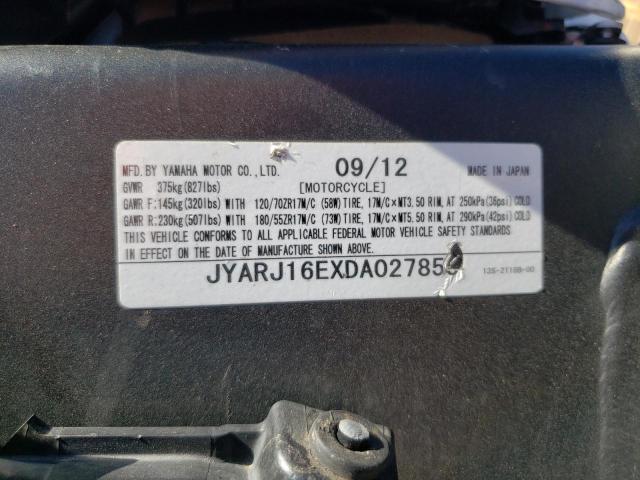 MFD. BY YAMAHA MOTOR CO., LTD. 09/12 MADE IN JAPAN
GVWR 375kg(827lbs) [MOTORCYCLE]
GAWR F:145kg(320lbs) WITH 120/70ZR17M/C (58W) TIRE, 17M/C×MT3.50 RIM, AT 250kPa(36psi)COLD
GAWR R:230kg(507lbs) WITH 180/55ZR17M/C (73W) TIRE, 17M/C×MT5.50 RIM, AT 290kPa(42psi)COLD
THIS VEHICLE CONFORMS TO ALL APPLICABLE FEDERAL MOTOR VEHICLE SAFETY STANDARDS
IN EFFECT ON THE DATE OF MANUFACTURE SHOWN ABOVE.
JYARJ16EXDA02785 13S-2118B-00